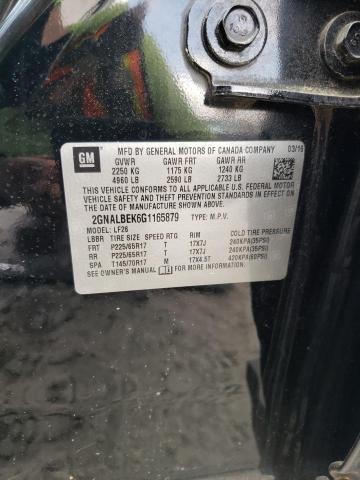 GM
MFD BY GENERAL MOTORS OF CANADA COMPANY 03/16
GVWR GAWR FRT GAWR RR
2250 KG 1175 KG 1240 KG
4960 LB 2590 LB 2733 LB
THIS VEHICLE CONFORMS TO ALL APPLICABLE U.S.
FEDERAL MOTOR VEHICLE SAFETY, BUMPER, AND
THEFT PREVENTION STANDARDS IN EFFECT ON THE
DATE OF MANUFACTURE SHOWN ABOVE.
2GNALBEK6G1165879 TYPE: M.P.V.
MODEL: LF26
LBBR TIRE SIZE SPEED RTG RIM COLD TIRE PRESSURE
FRT P225/65R17 T 17X7J 240KPA(35PSI)
RR P225/65R17 T 17X7J 240KPA(35PSI)
SPA T145/70R17 M 17X4.5T 420KPA(60PSI)
SEE OWNER'S MANUAL FOR MORE INFORMATION.